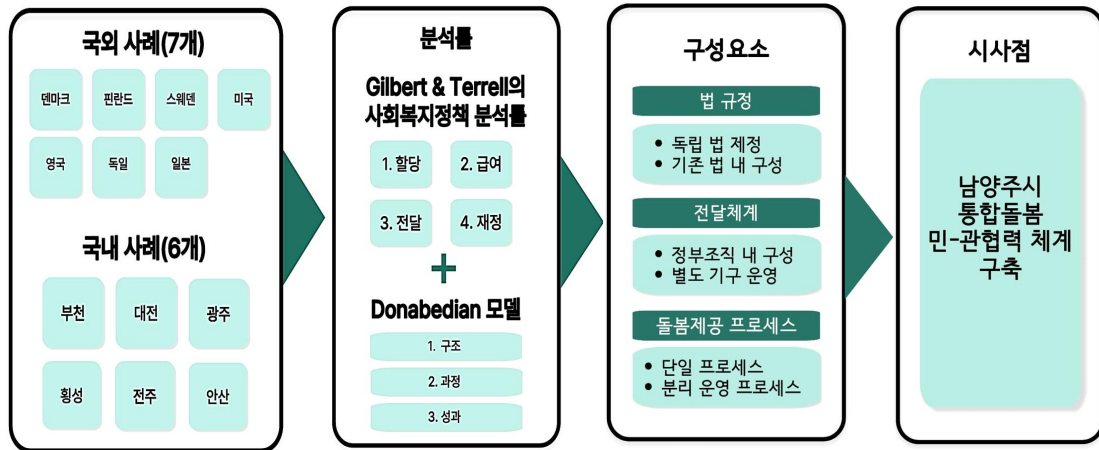 국외 사례(7개)
덴마크
핀란드
스웨덴
미국
영국
독일
일본
국내 사례(6개)
부천
대전
광주
횡성
전주
안산
분석틀
Gilbert & Terrell의
사회복지정책 분석틀
1. 할당
2. 급여
3. 전달
4. 재정
+
Donabedian 모델
1. 구조
2. 과정
3. 성과
구성요소
법 규정
• 독립 법 제정
• 기존 법 내 구성
전달체계
• 정부조직 내 구성
• 별도 기구 운영
돌봄제공 프로세스
• 단일 프로세스
• 분리 운영 프로세스
시사점
남양주시
통합돌봄
민-관협력 체계
구축